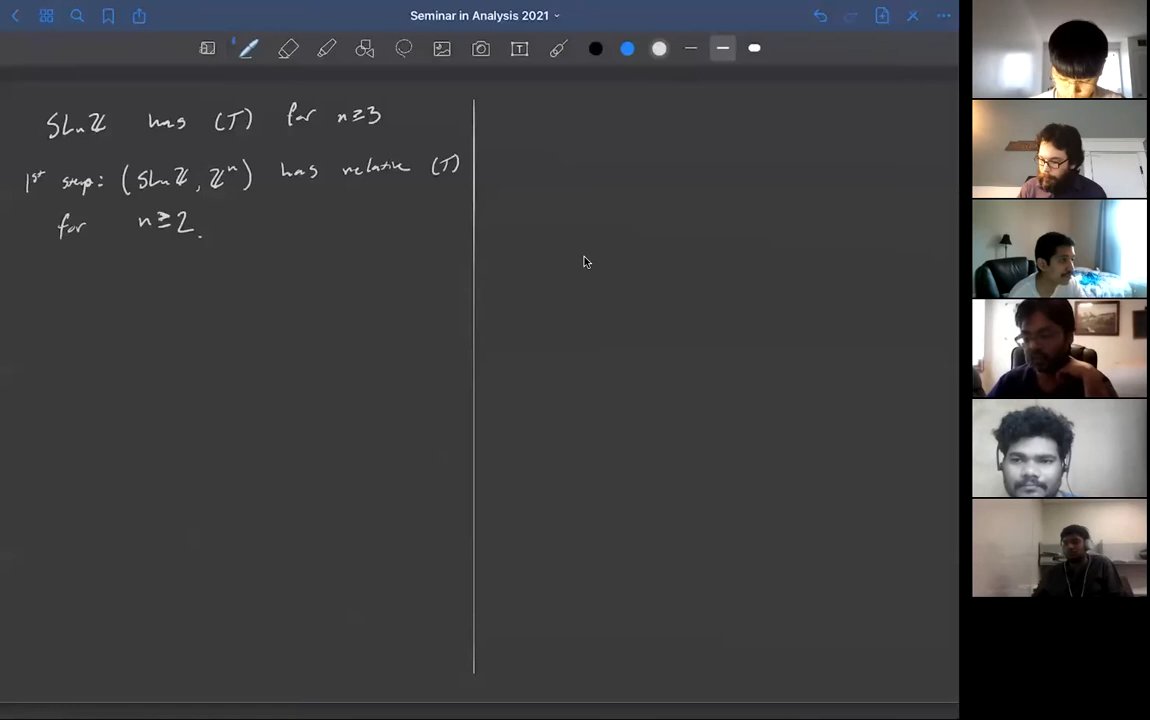 Seminar in Analysis 2021
SLnℤ has (T) for n≥3
1st step: (SLnℤ, ℤⁿ) has relative (T)
for n≥2.